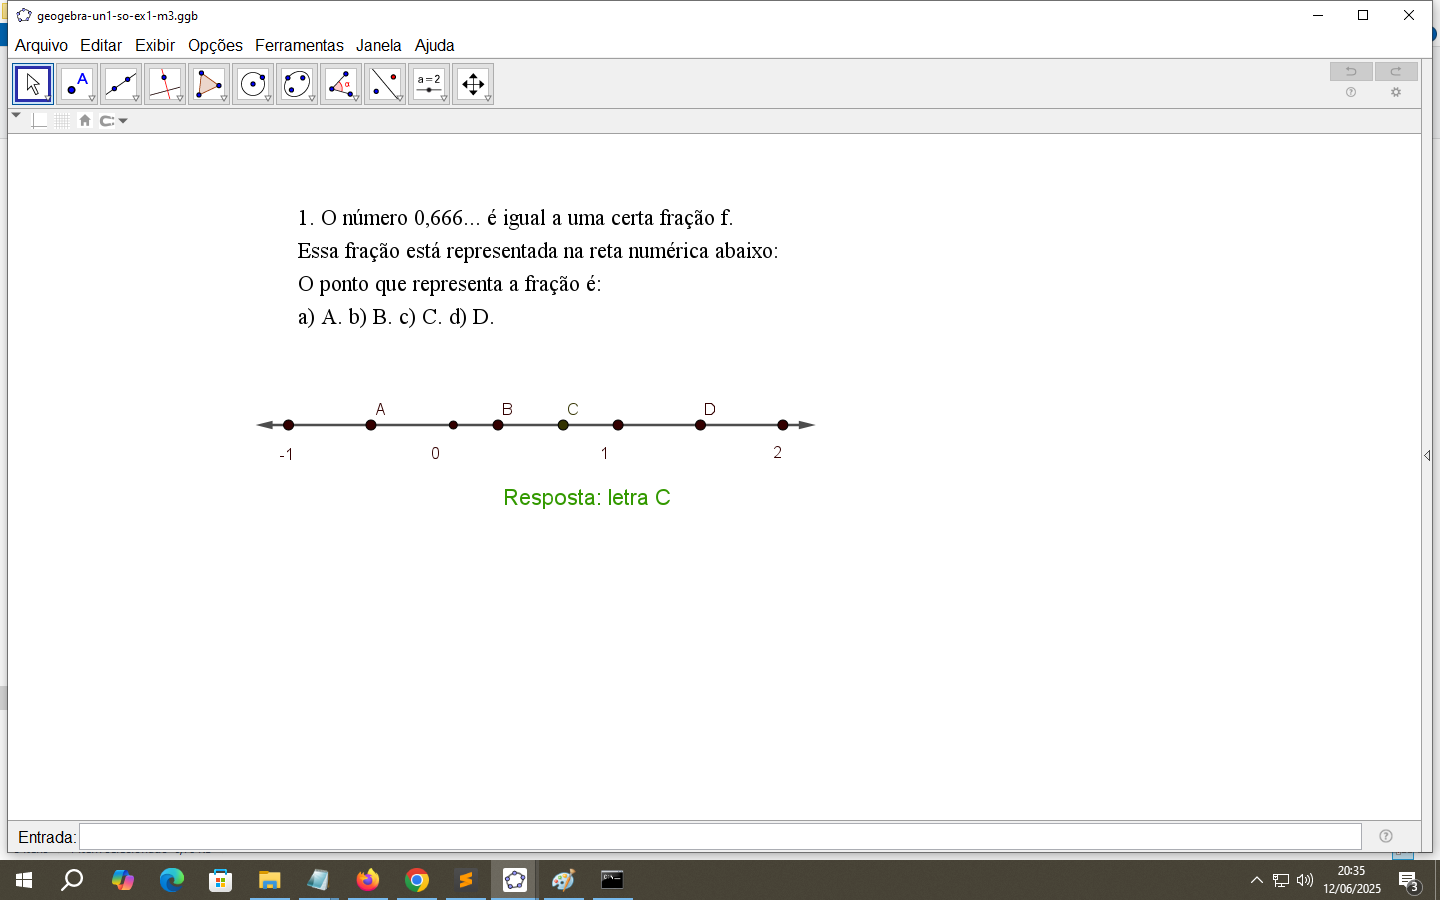 geogebra-un1-so-ex1-m3.ggb
Arquivo Editar Exibir Opções Ferramentas Janela Ajuda
A
α
a=2
1. O número 0,666... é igual a uma certa fração f.
Essa fração está representada na reta numérica abaixo:
O ponto que representa a fração é:
a) A. b) B. c) C. d) D.
A B C D
-1 0 1 2
Resposta: letra C
Entrada:
20:35
12/06/2025
3